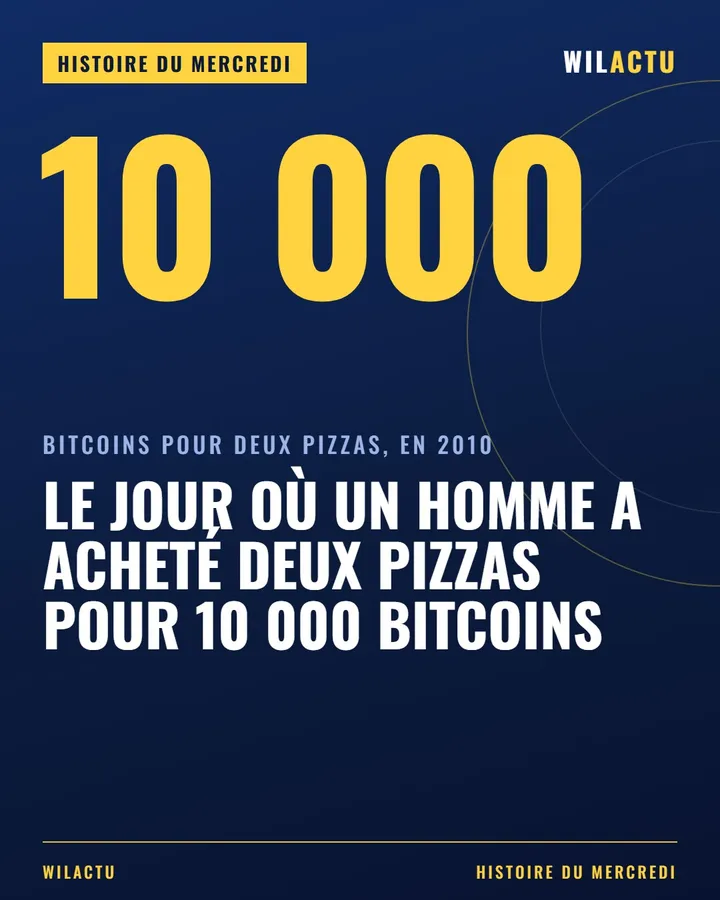 HISTOIRE DU MERCREDI
WILACTU
10 000
BITCOINS POUR DEUX PIZZAS, EN 2010
LE JOUR OÙ UN HOMME A
ACHETÉ DEUX PIZZAS
POUR 10 000 BITCOINS
WILACTU
HISTOIRE DU MERCREDI